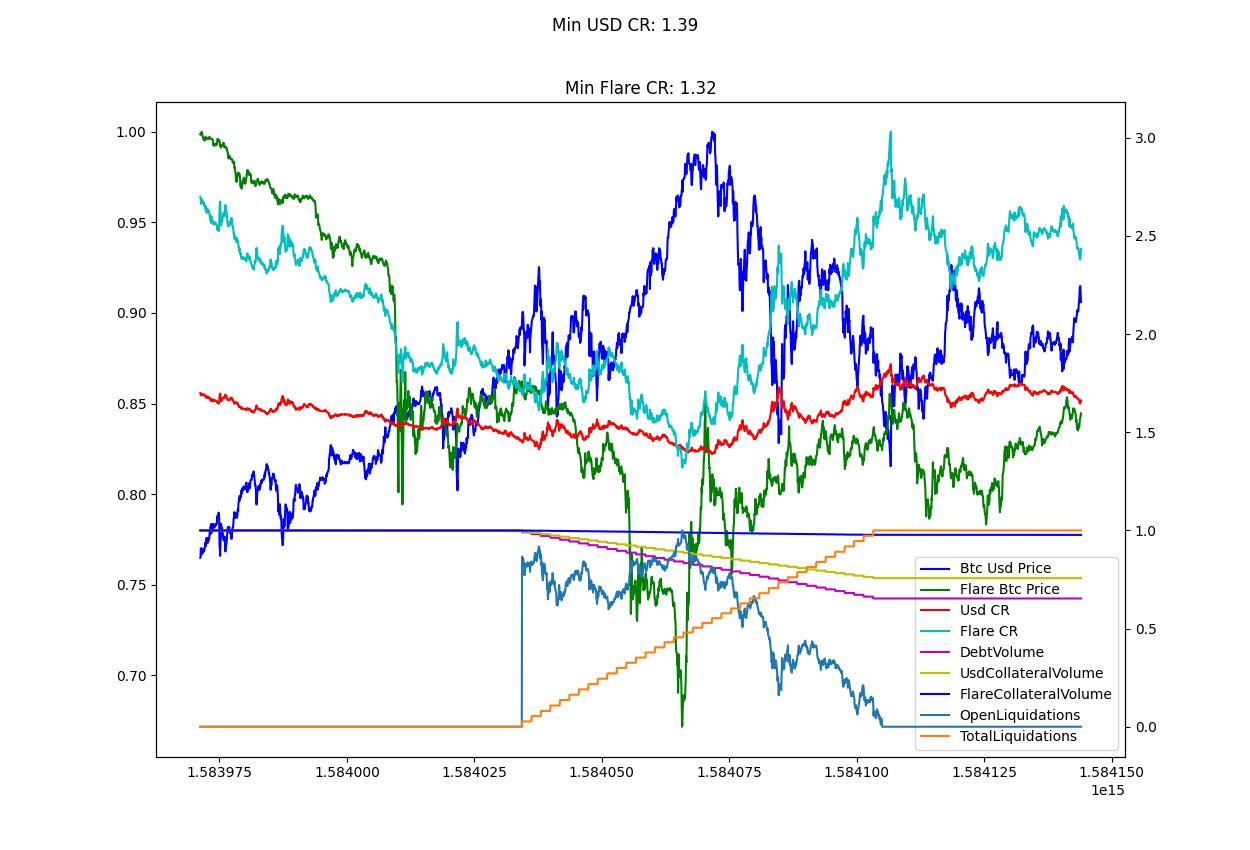 Min USD CR: 1.39
Min Flare CR: 1.32
1.00
0.95
0.90
0.85
0.80
0.75
0.70
3.0
2.5
2.0
1.5
1.0
0.5
0.0
Btc Usd Price
Flare Btc Price
Usd CR
Flare CR
DebtVolume
UsdCollateralVolume
FlareCollateralVolume
OpenLiquidations
TotalLiquidations
1.583975 1.584000 1.584025 1.584050 1.584075 1.584100 1.584125 1.584150
1e15